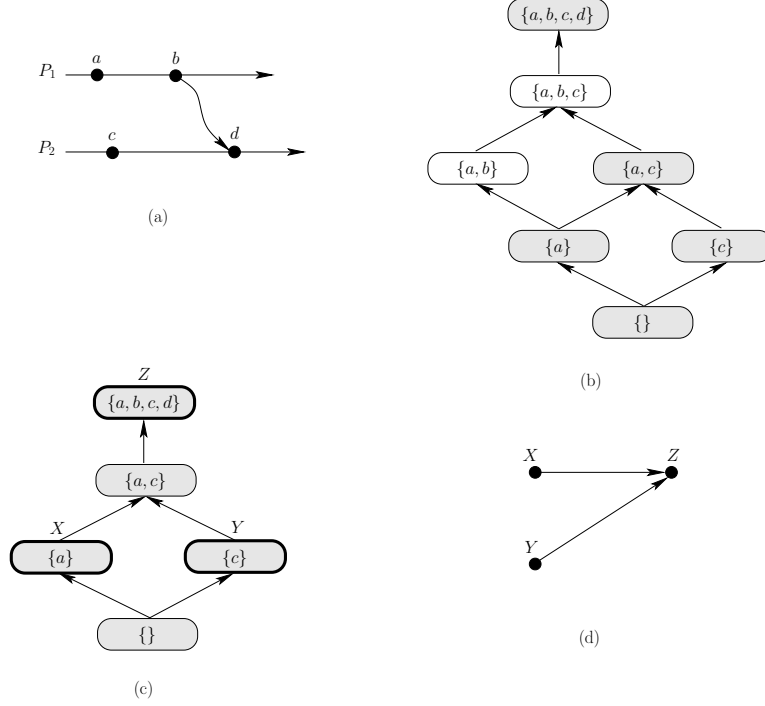 a b
P₁
c d
P₂
(a)
{a, b, c, d}
{a, b, c}
{a, b} {a, c}
{a} {c}
{}
(b)
Z
{a, b, c, d}
{a, c}
X Y
{a} {c}
{}
(c)
X Z
Y
(d)